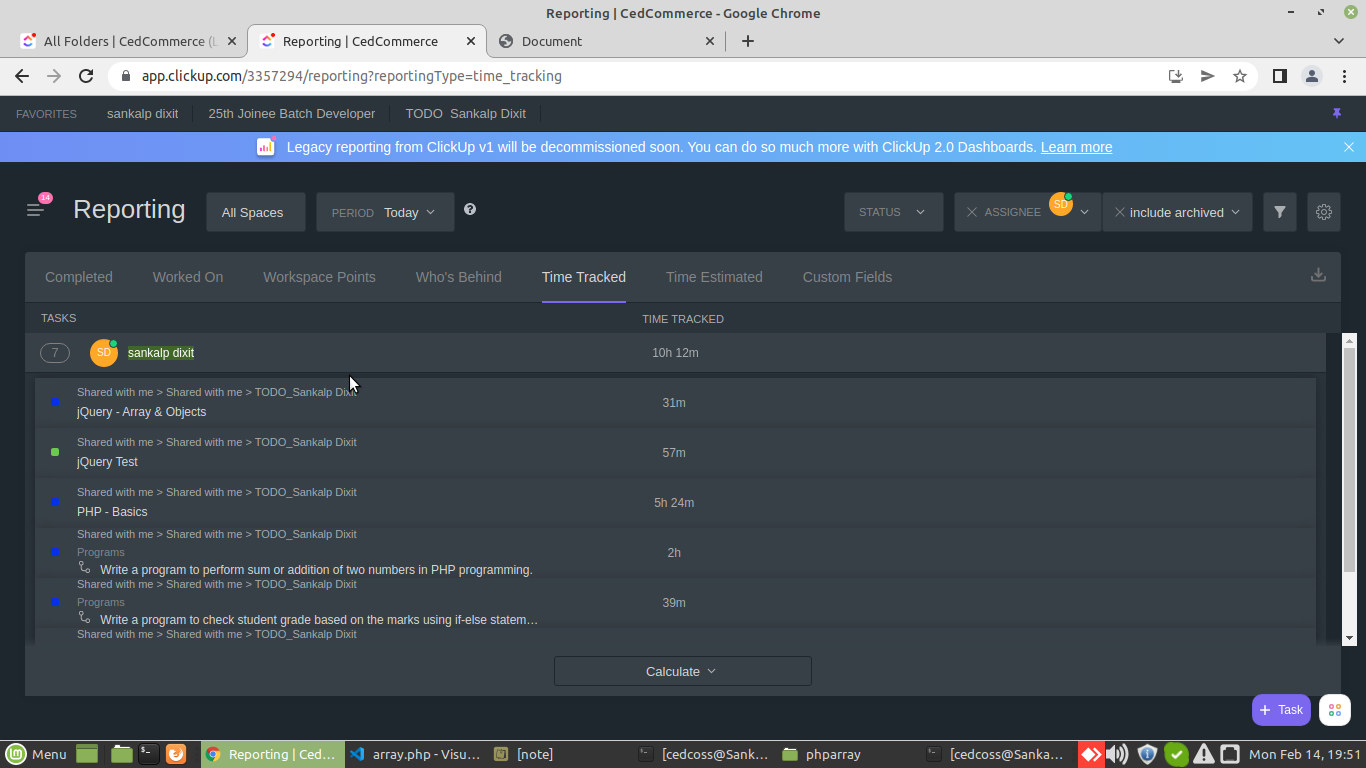 Reporting | CedCommerce - Google Chrome
All Folders | CedCommerce (
Reporting | CedCommerce
Document
app.clickup.com/3357294/reporting?reportingType=time_tracking
FAVORITES sankalp dixit 25th Joinee Batch Developer TODO_Sankalp Dixit
Legacy reporting from ClickUp v1 will be decommissioned soon. You can do so much more with ClickUp 2.0 Dashboards. Learn more
14
Reporting All Spaces PERIOD Today ? STATUS ASSIGNEE SD include archived
Completed Worked On Workspace Points Who's Behind Time Tracked Time Estimated Custom Fields
TASKS TIME TRACKED
7 SD sankalp dixit 10h 12m
Shared with me > Shared with me > TODO_Sankalp Dixit
jQuery - Array & Objects 31m
Shared with me > Shared with me > TODO_Sankalp Dixit
jQuery Test 57m
Shared with me > Shared with me > TODO_Sankalp Dixit
PHP - Basics 5h 24m
Shared with me > Shared with me > TODO_Sankalp Dixit
Programs 2h
Write a program to perform sum or addition of two numbers in PHP programming.
Shared with me > Shared with me > TODO_Sankalp Dixit
Programs 39m
Write a program to check student grade based on the marks using if-else statem…
Shared with me > Shared with me > TODO_Sankalp Dixit
Calculate
+ Task
Menu Reporting | Ced... array.php - Visu... [note] [cedcoss@Sank... phparray [cedcoss@Sanka... Mon Feb 14, 19:51